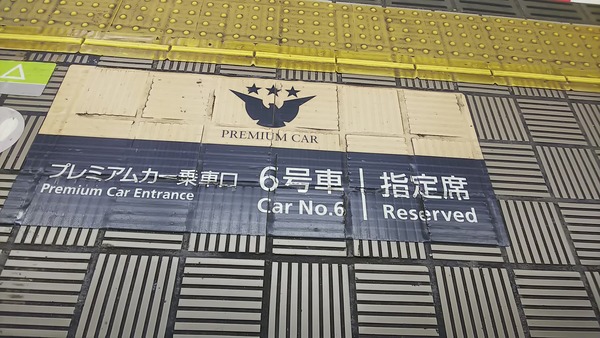 PREMIUM CAR
プレミアムカー乗車口
Premium Car Entrance
6号車
Car No.6
指定席
Reserved